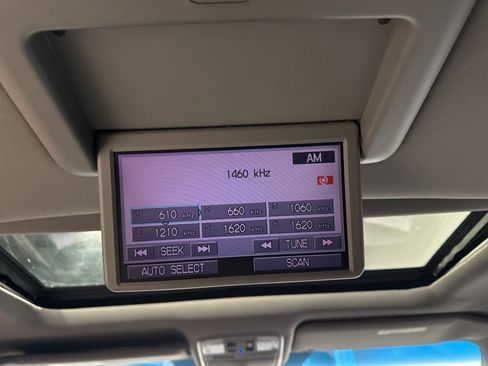 AM
1460 kHz
1 610 kHz 2 660 kHz 3 1060 kHz
4 1210 kHz 5 1620 kHz 6 1620 kHz
SEEK TUNE
AUTO SELECT SCAN